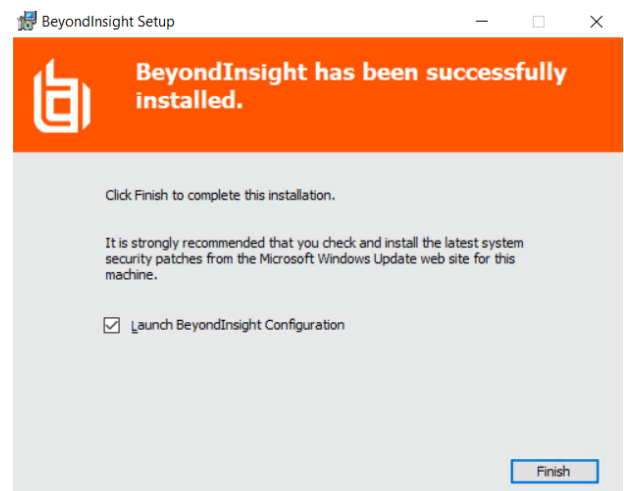 BeyondInsight Setup
BeyondInsight has been successfully
installed.
Click Finish to complete this installation.
It is strongly recommended that you check and install the latest system
security patches from the Microsoft Windows Update web site for this
machine.
Launch BeyondInsight Configuration
Finish